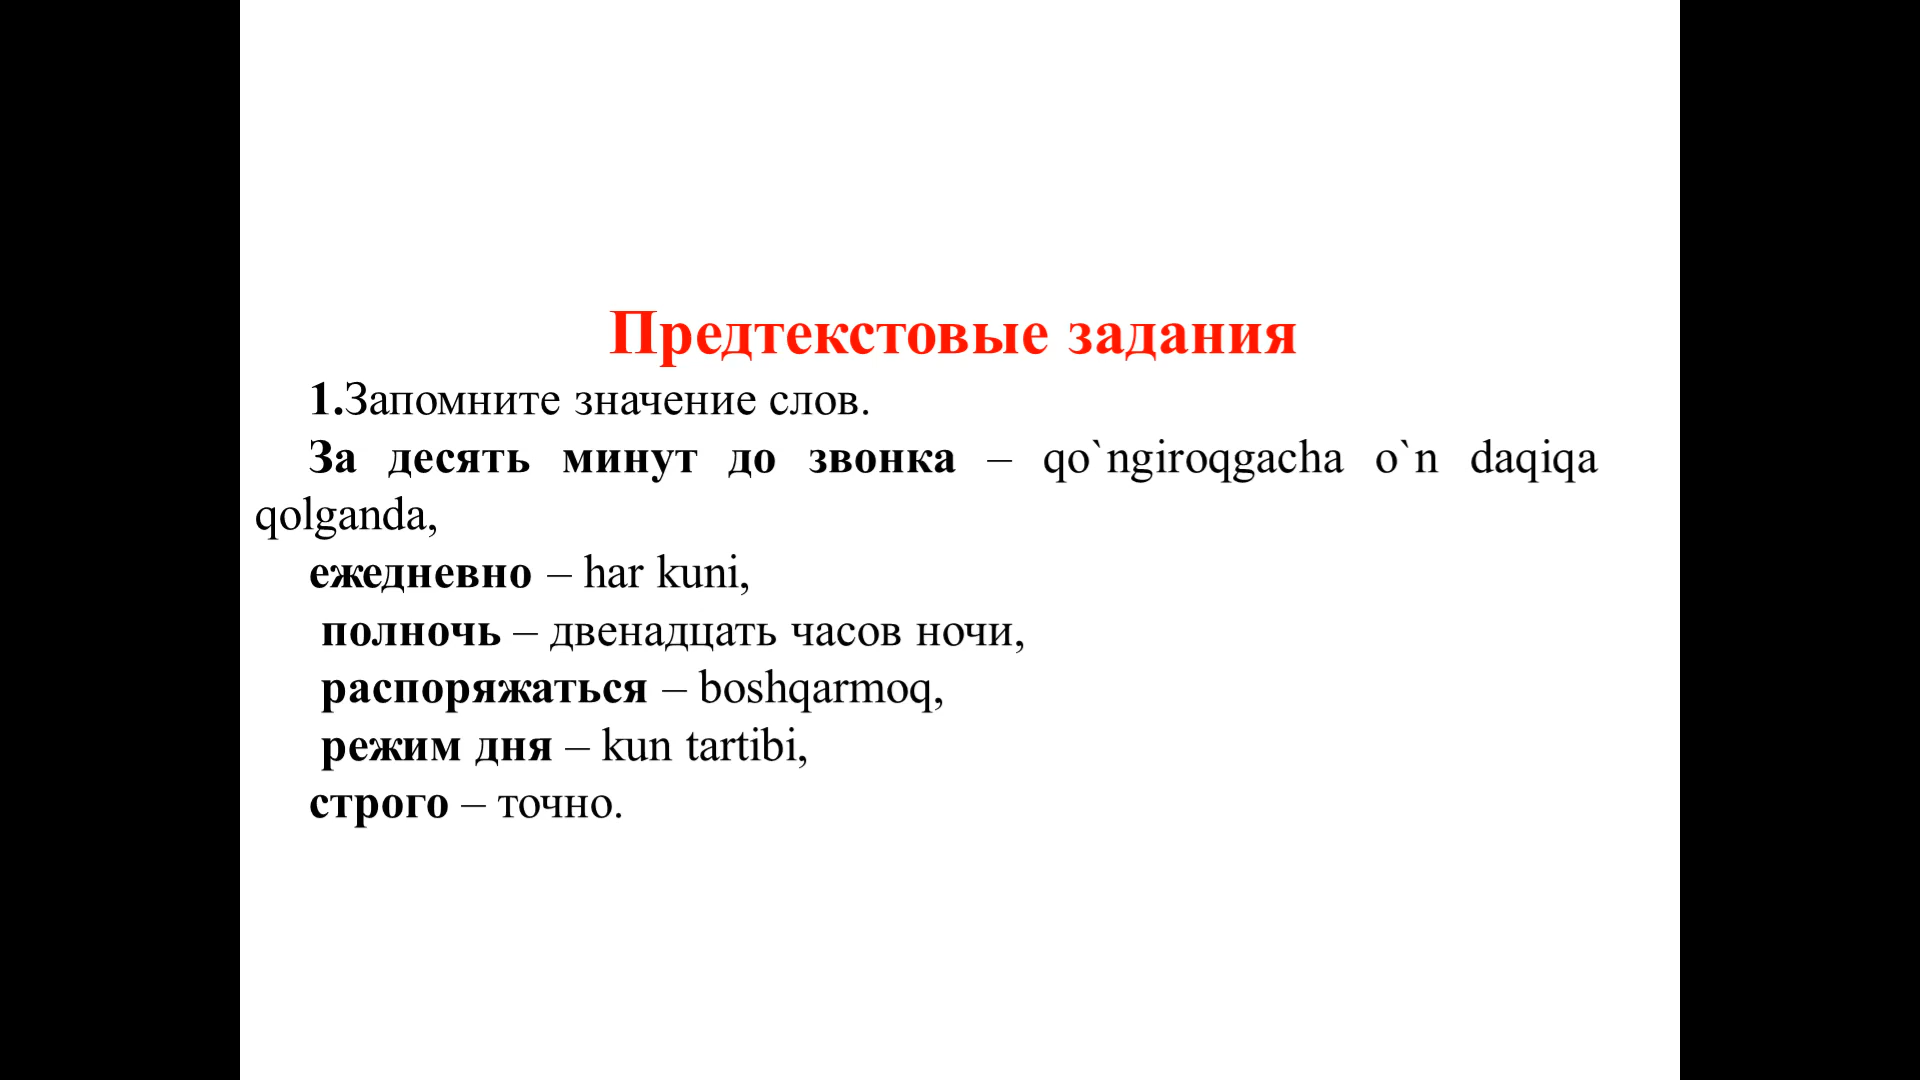 Предтекстовые задания
1.Запомните значение слов.
За десять минут до звонка – qo`ngiroqgacha o`n daqiqa
qolganda,
ежедневно – har kuni,
полночь – двенадцать часов ночи,
распоряжаться – boshqarmoq,
режим дня – kun tartibi,
строго – точно.